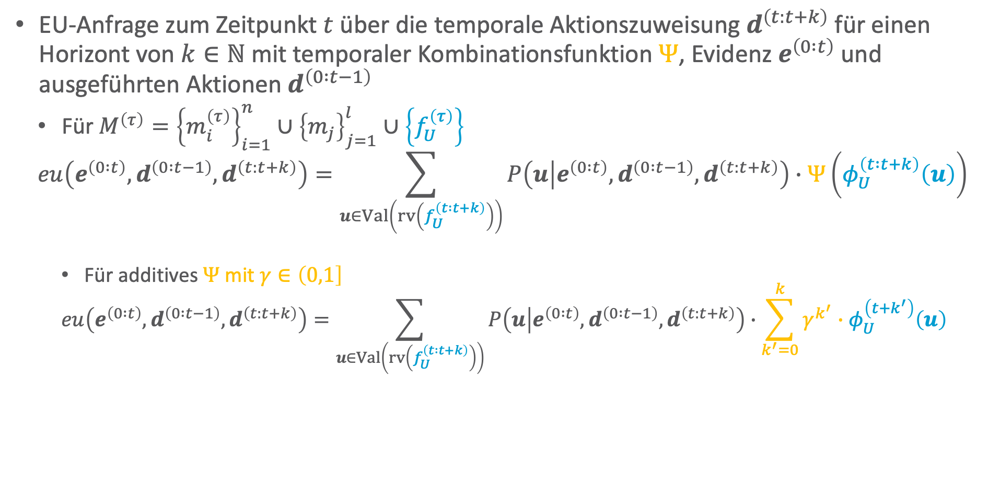 • EU-Anfrage zum Zeitpunkt t über die temporale Aktionszuweisung d^(t:t+k) für einen
Horizont von k ∈ ℕ mit temporaler Kombinationsfunktion Ψ, Evidenz e^(0:t) und
ausgeführten Aktionen d^(0:t−1)
• Für M^(τ) = {m_i^(τ)}_{i=1}^n ∪ {m_j}_{j=1}^l ∪ {f_U^(τ)}
eu(e^(0:t), d^(0:t−1), d^(t:t+k)) = ∑_{u∈Val(rv(f_U^(t:t+k)))} P(u|e^(0:t), d^(0:t−1), d^(t:t+k)) · Ψ(ϕ_U^(t:t+k)(u))
• Für additives Ψ mit γ ∈ (0,1]
eu(e^(0:t), d^(0:t−1), d^(t:t+k)) = ∑_{u∈Val(rv(f_U^(t:t+k)))} P(u|e^(0:t), d^(0:t−1), d^(t:t+k)) · ∑_{k′=0}^k γ^{k′} · ϕ_U^(t+k′)(u)